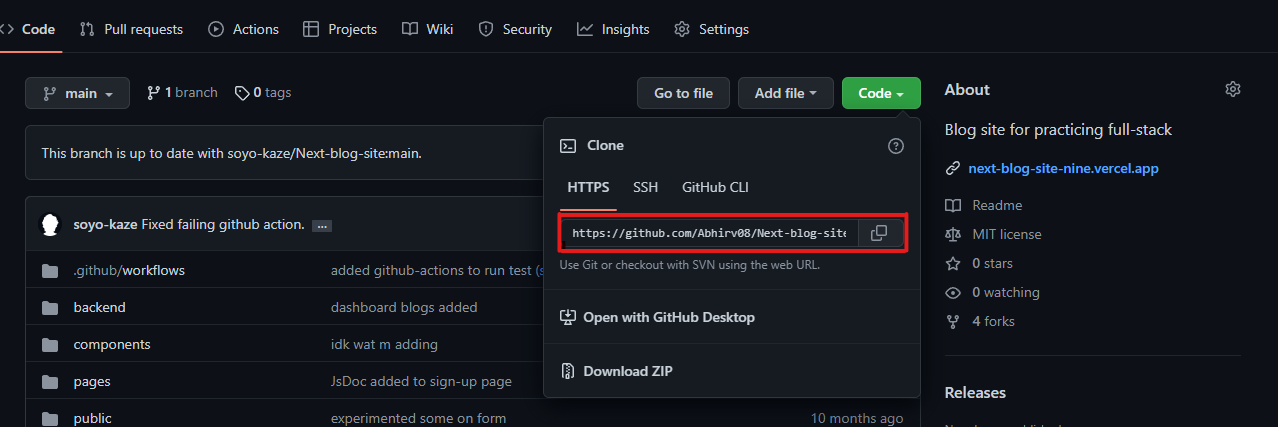 Code Pull requests Actions Projects Wiki Security Insights Settings
main 1 branch 0 tags Go to file Add file Code
This branch is up to date with soyo-kaze/Next-blog-site:main.
soyo-kaze Fixed failing github action. ...
.github/workflows added github-actions to run test (s
backend dashboard blogs added
components idk wat m adding
pages JsDoc added to sign-up page
public experimented some on form 10 months ago
Clone
HTTPS SSH GitHub CLI
https://github.com/Abhirv08/Next-blog-site
Use Git or checkout with SVN using the web URL.
Open with GitHub Desktop
Download ZIP
About
Blog site for practicing full-stack
next-blog-site-nine.vercel.app
Readme
MIT license
0 stars
0 watching
4 forks
Releases